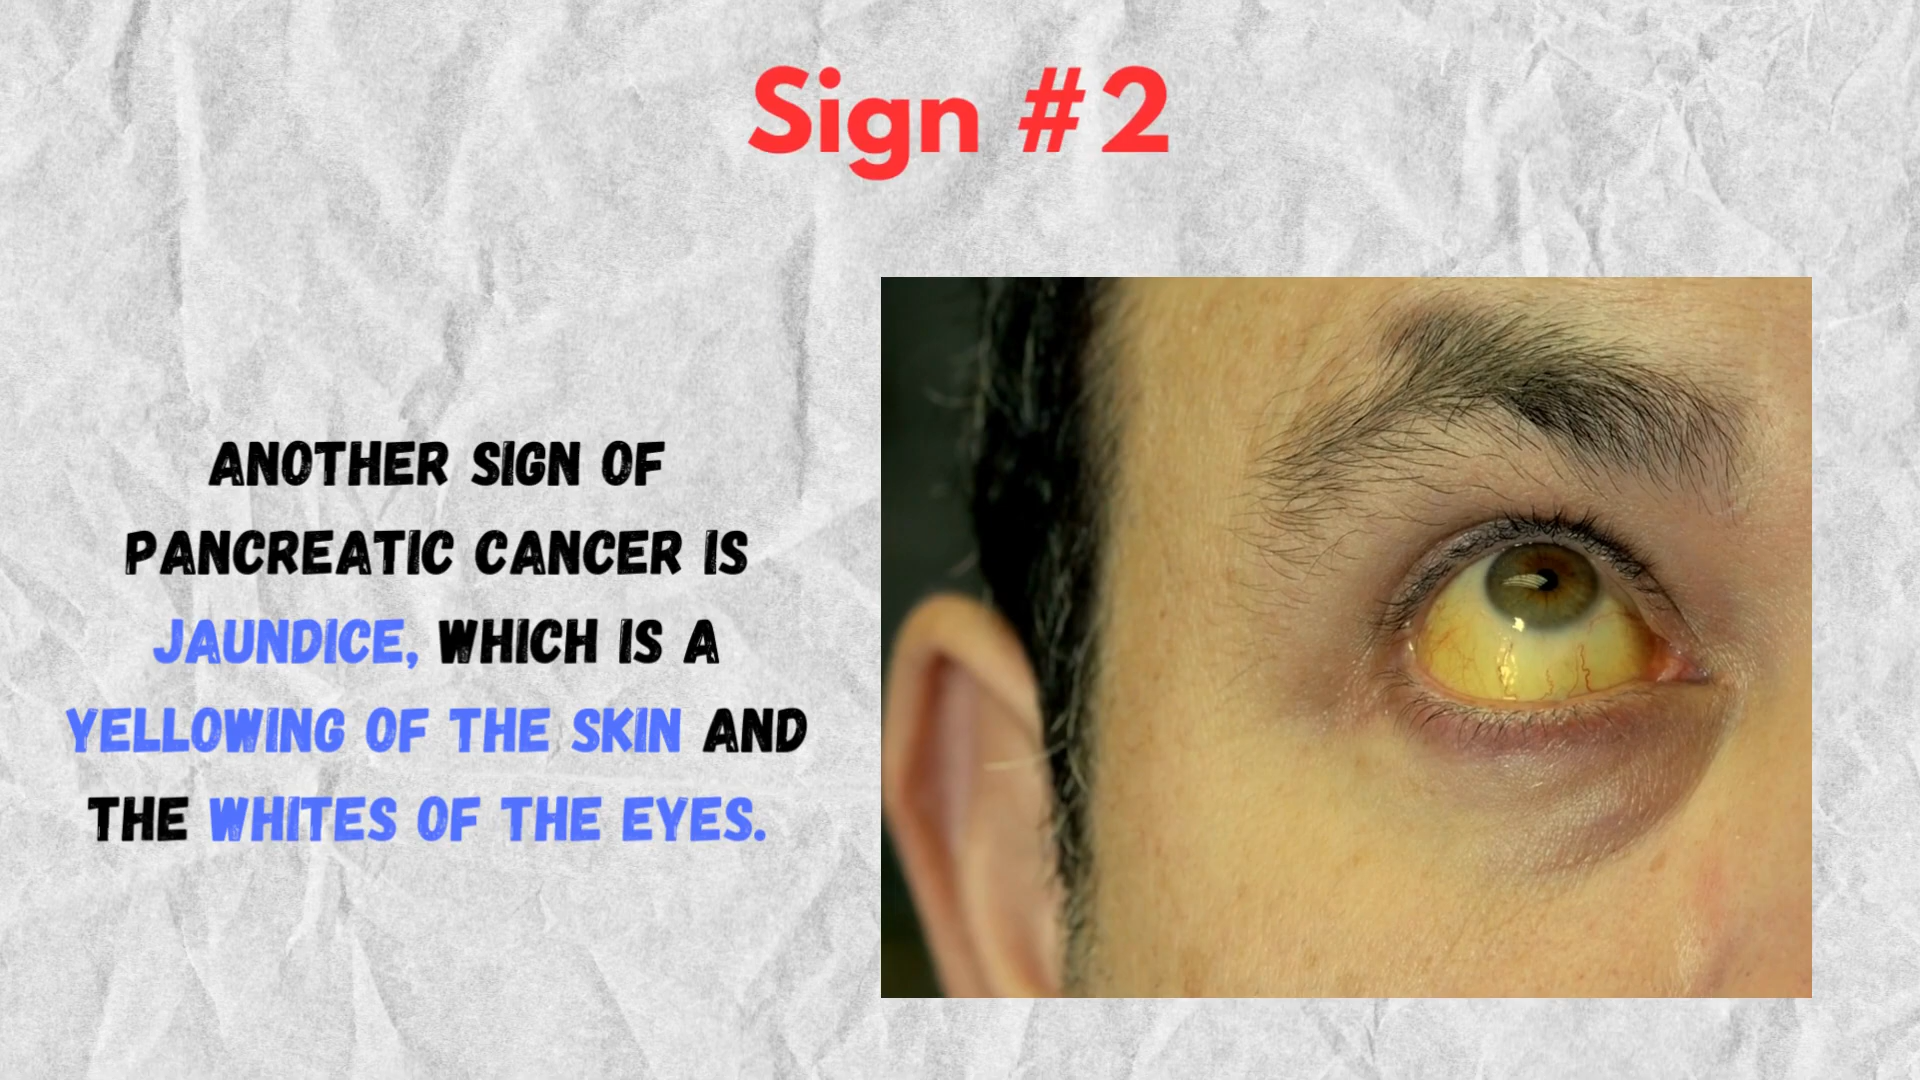 Sign #2
ANOTHER SIGN OF
PANCREATIC CANCER IS
JAUNDICE, WHICH IS A
YELLOWING OF THE SKIN AND
THE WHITES OF THE EYES.